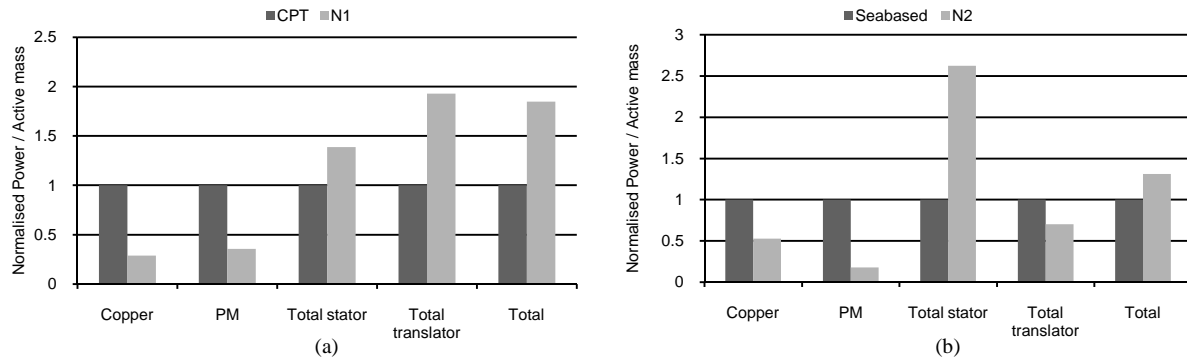 CPT N1
Normalised Power / Active mass
2.5
2
1.5
1
0.5
0
Copper PM Total stator Total translator Total
(a)
Seabased N2
Normalised Power / Active mass
3
2.5
2
1.5
1
0.5
0
Copper PM Total stator Total translator Total
(b)